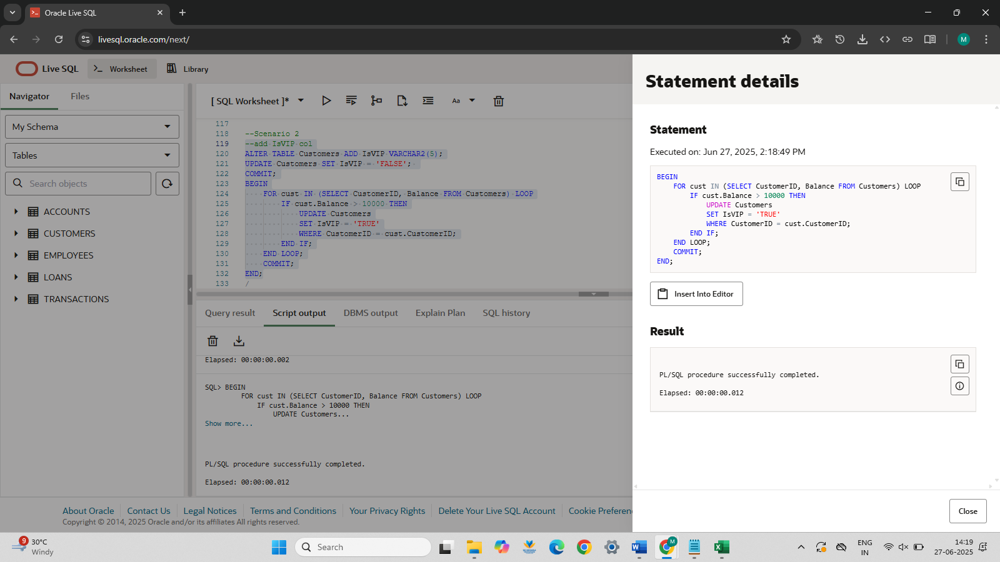 Oracle Live SQL
livesql.oracle.com/next/
M
Live SQL
Worksheet
Library
Navigator
Files
My Schema
Tables
Search objects
ACCOUNTS
CUSTOMERS
EMPLOYEES
LOANS
TRANSACTIONS
[ SQL Worksheet ]*
Aa
117
118 --Scenario 2
119 --add IsVIP col
120 ALTER TABLE Customers ADD IsVIP VARCHAR2(5);
121 UPDATE Customers SET IsVIP = 'FALSE';
122 COMMIT;
123 BEGIN
124 FOR cust IN (SELECT CustomerID, Balance FROM Customers) LOOP
125 IF cust.Balance > 10000 THEN
126 UPDATE Customers
127 SET IsVIP = 'TRUE'
128 WHERE CustomerID = cust.CustomerID;
129 END IF;
130 END LOOP;
131 COMMIT;
132 END;
133 /
Query result
Script output
DBMS output
Explain Plan
SQL history
Elapsed: 00:00:00.002
SQL> BEGIN
FOR cust IN (SELECT CustomerID, Balance FROM Customers) LOOP
IF cust.Balance > 10000 THEN
UPDATE Customers...
Show more...
PL/SQL procedure successfully completed.
Elapsed: 00:00:00.012
Statement details
Statement
Executed on: Jun 27, 2025, 2:18:49 PM
BEGIN
FOR cust IN (SELECT CustomerID, Balance FROM Customers) LOOP
IF cust.Balance > 10000 THEN
UPDATE Customers
SET IsVIP = 'TRUE'
WHERE CustomerID = cust.CustomerID;
END IF;
END LOOP;
COMMIT;
END;
Insert Into Editor
Result
PL/SQL procedure successfully completed.
Elapsed: 00:00:00.012
Close
About Oracle
Contact Us
Legal Notices
Terms and Conditions
Your Privacy Rights
Delete Your Live SQL Account
Cookie Preferen
Copyright © 2014, 2025 Oracle and/or its affiliates All rights reserved.
9
30°C
Windy
Search
M
ENG
IN
14:19
27-06-2025